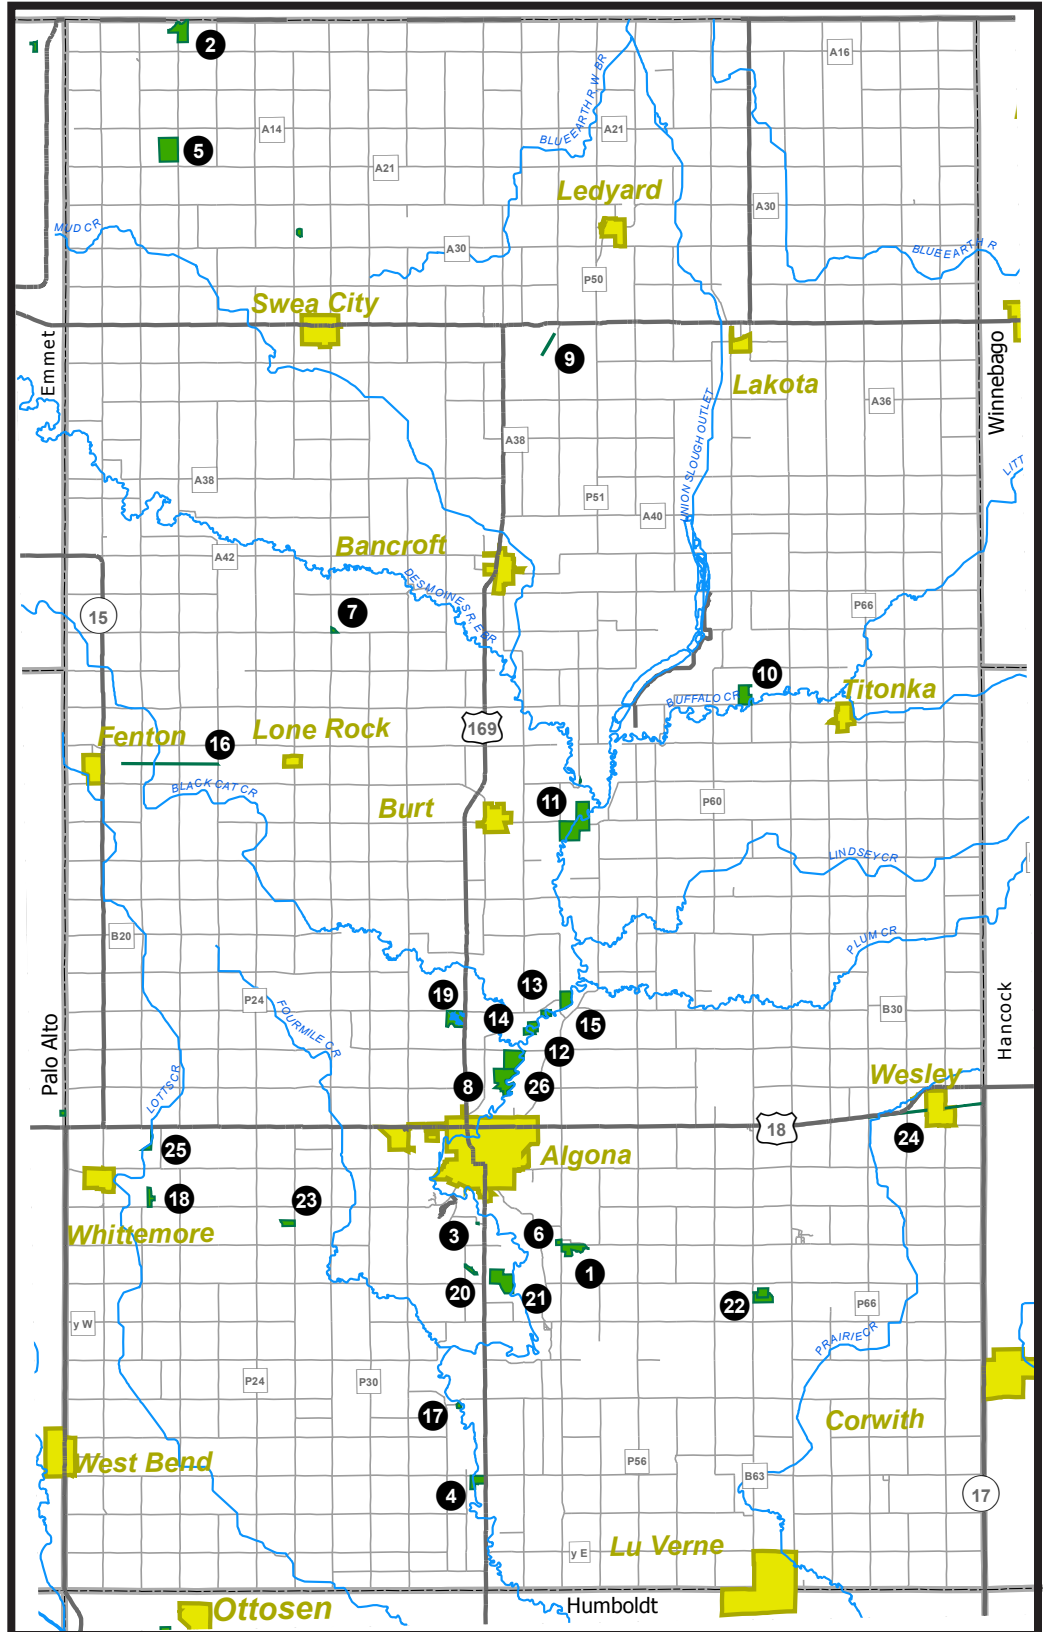 2
A16
5
A14
A21
A21
BLUE EARTH R W BR
Ledyard
A30
MUD CR
A30
BLUE EARTH R
P50
Swea City
Emmet
9
Winnebago
Lakota
A36
A38
UNION SLOUGH OUTLET
A38
P51
A40
LITT
Bancroft
A42
DESMOINES R, E BR
7
15
P66
10
BUFFALO CR
Titonka
Fenton
16
Lone Rock
169
BLACK CAT CR
Burt
11
P60
LINDSEY CR
B20
PLUM CR
P24
FOURMILE CR
19
13
14
15
B30
Hancock
Palo Alto
12
LOTTS CR
8
26
Wesley
18
24
25
Algona
18
23
Whittemore
3
6
1
20
21
22
P66
y W
PRAIRIE CR
P24
P30
17
Corwith
West Bend
P56
B63
4
17
y E
Lu Verne
Ottosen
Humboldt